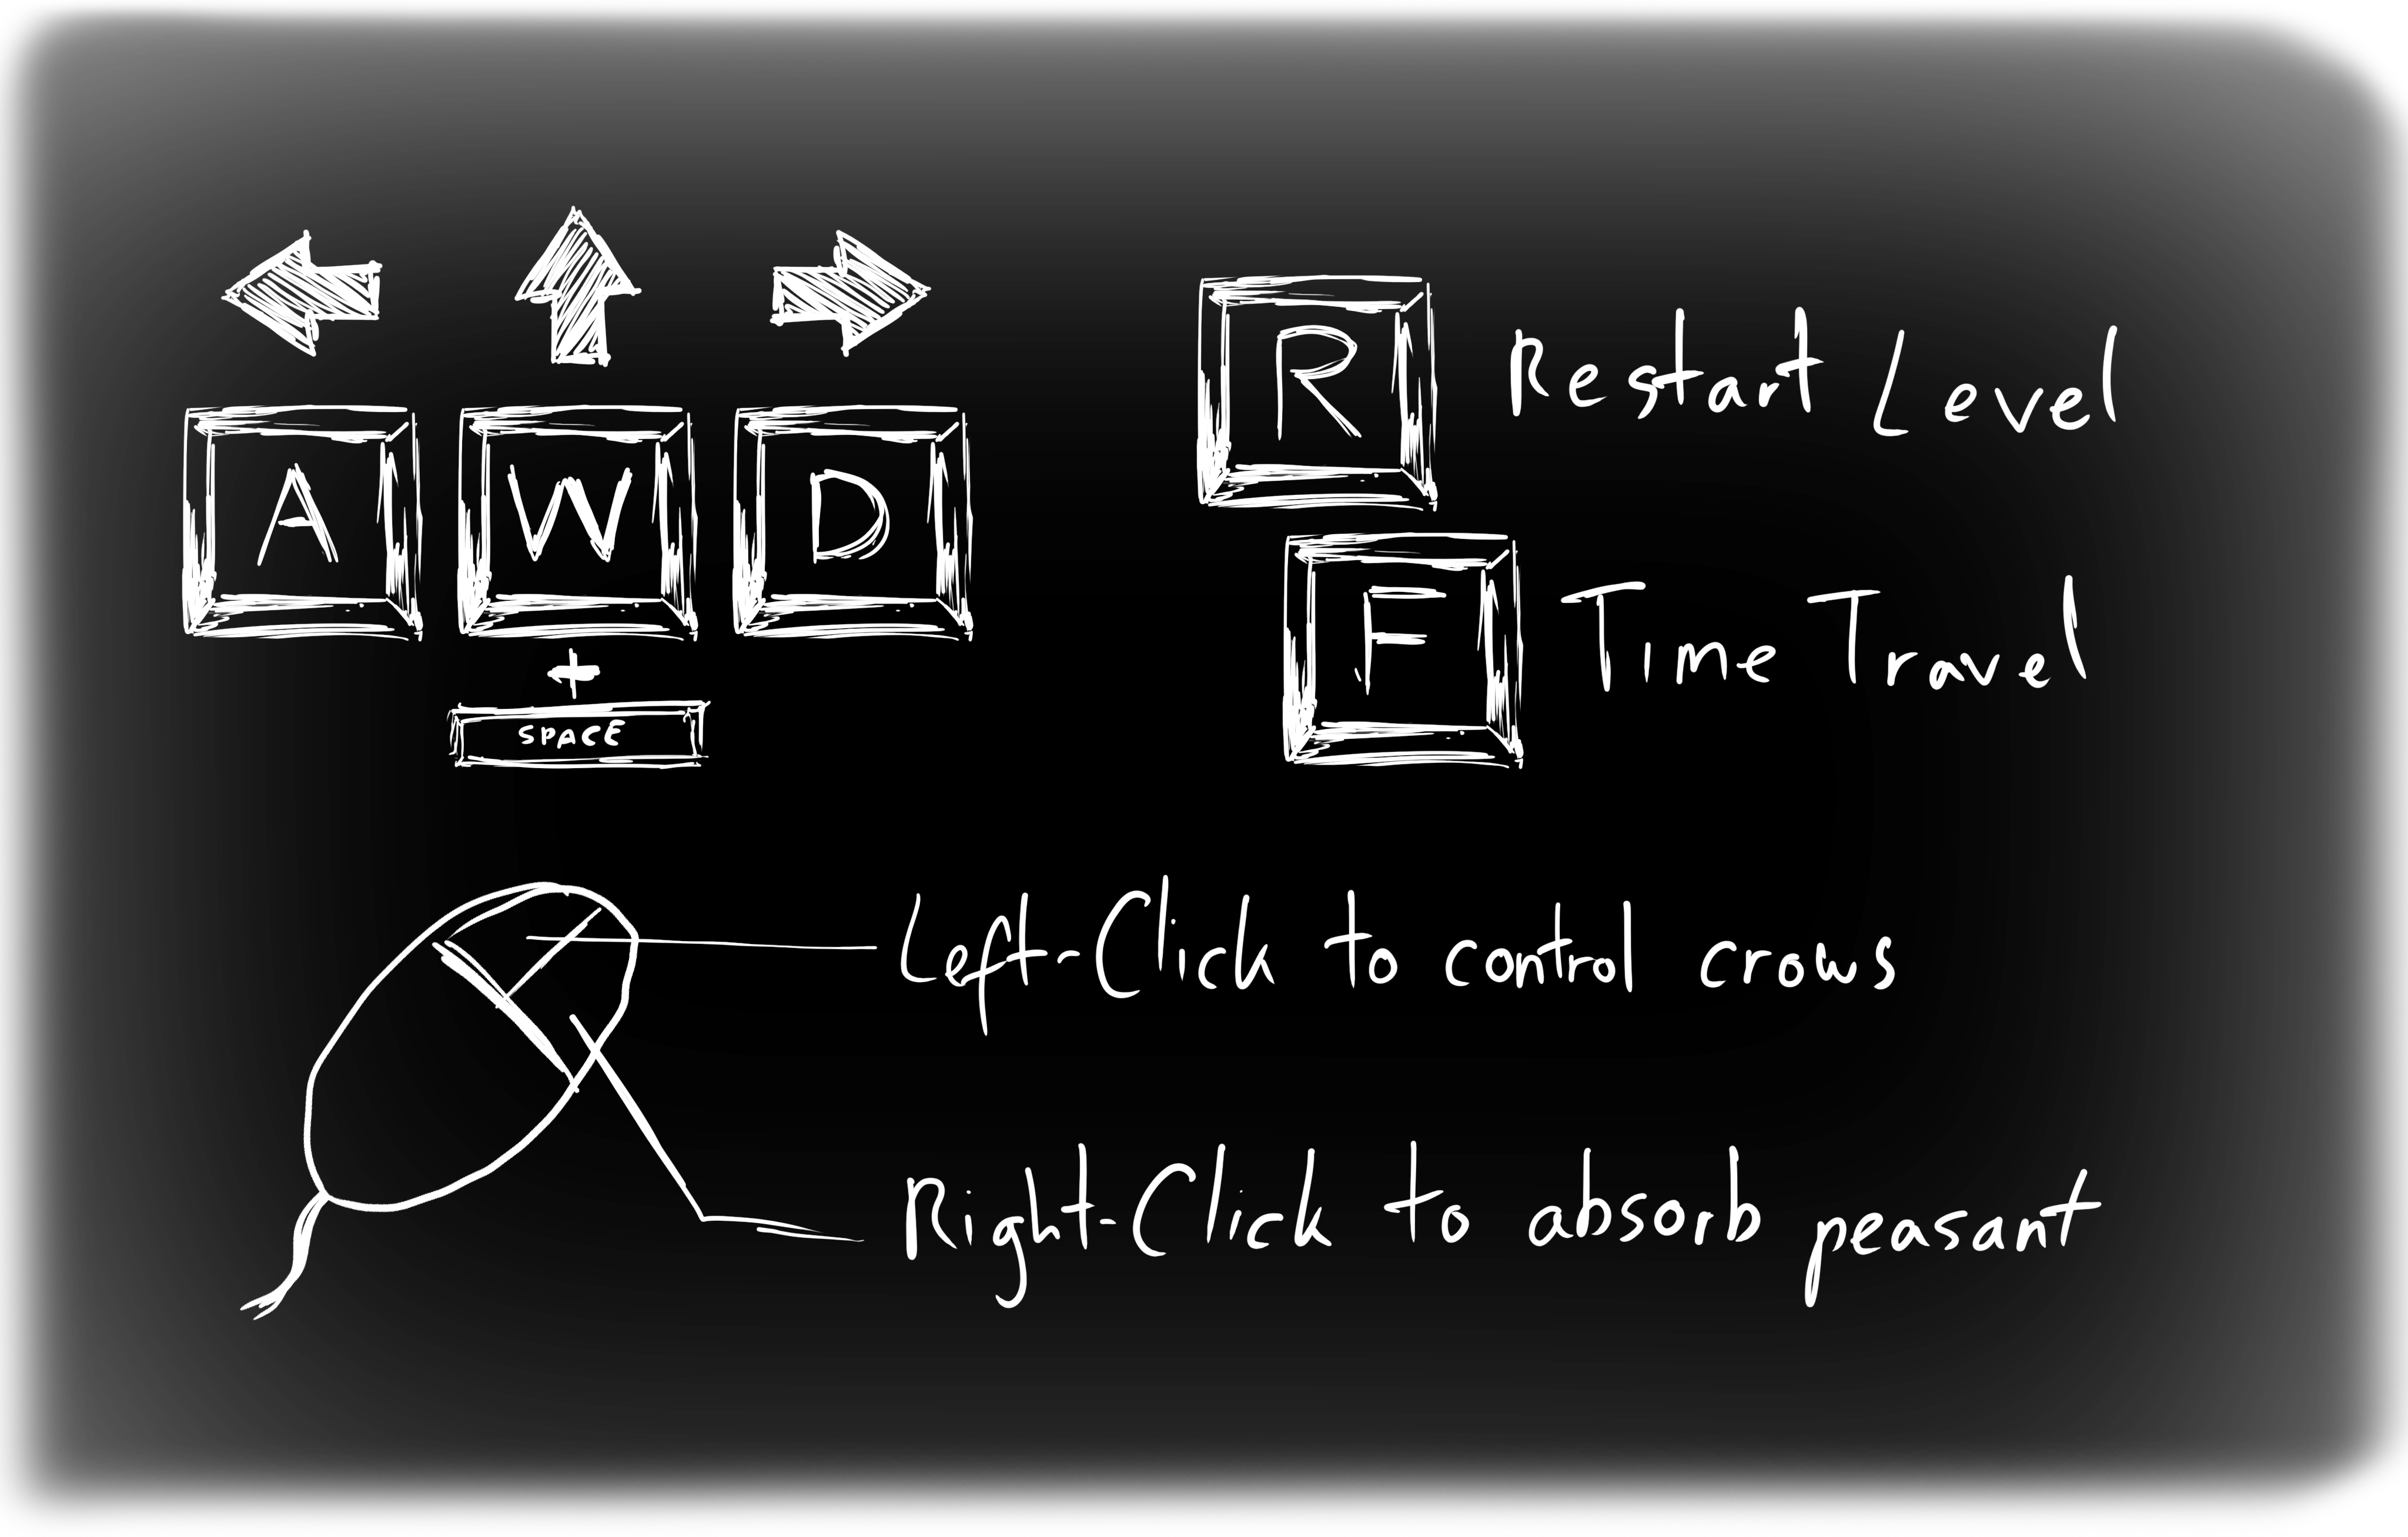 A W D
+
SPACE
R Restart Level
F Time Travel
Left-Click to control crows
Right-Click to absorb peasant